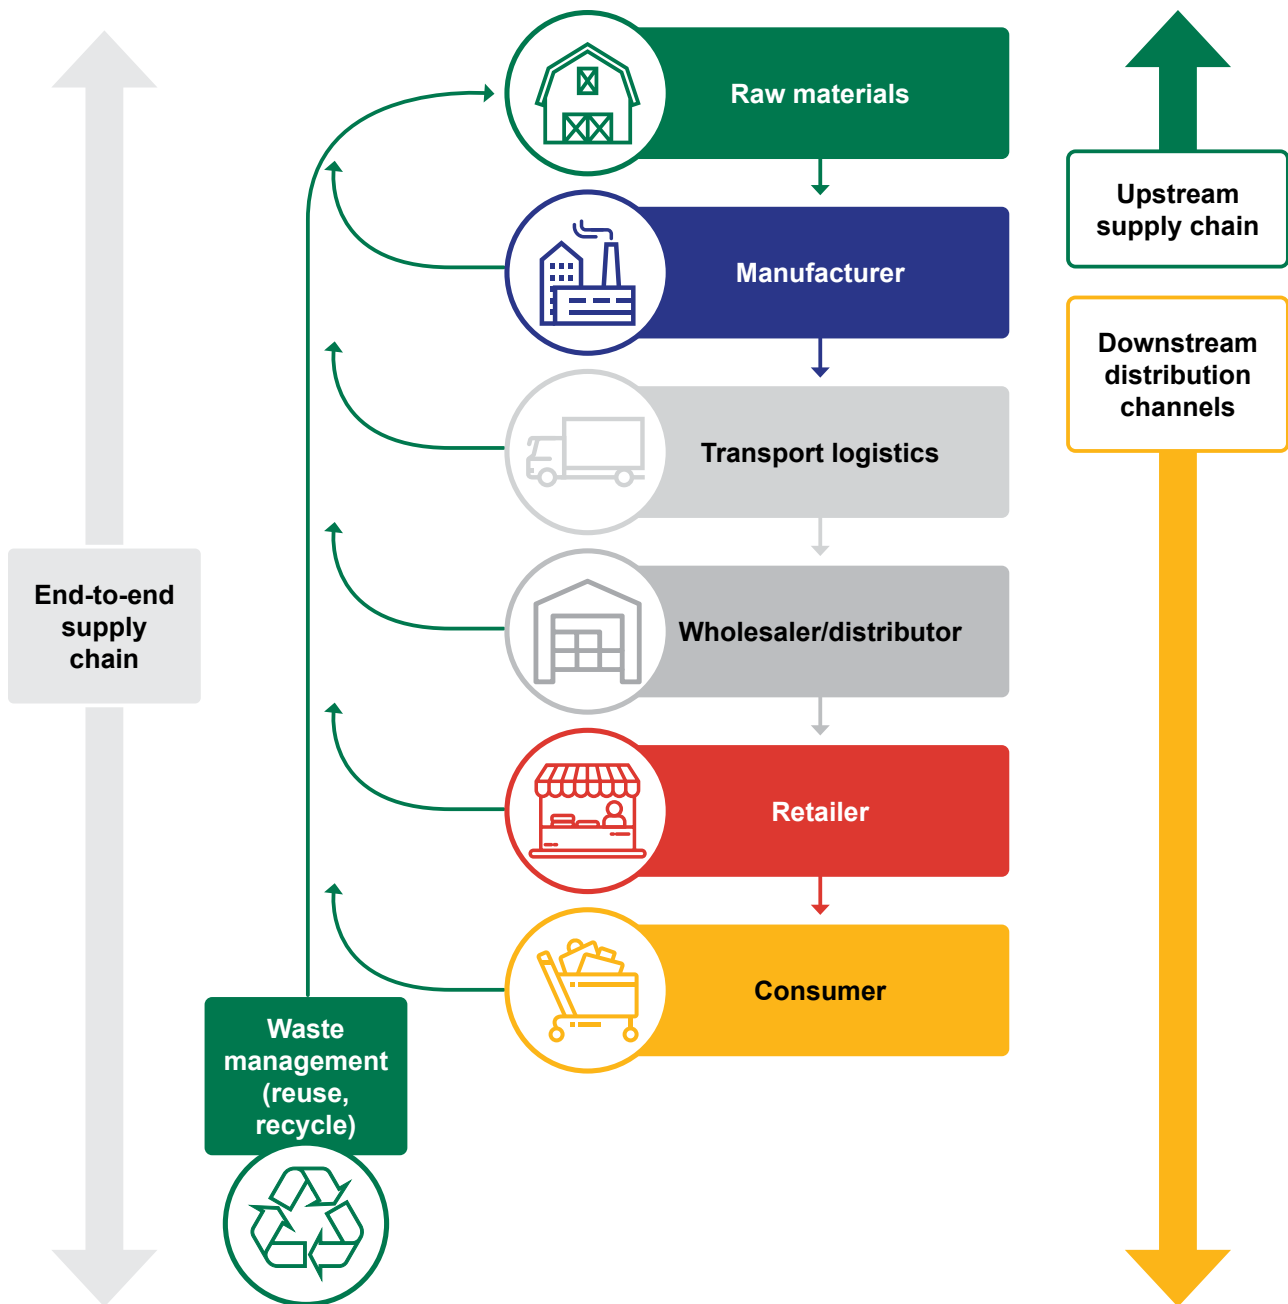 Raw materials
Upstream
supply chain
Manufacturer
Downstream
distribution
channels
Transport logistics
End-to-end
supply
chain
Wholesaler/distributor
Retailer
Consumer
Waste
management
(reuse,
recycle)